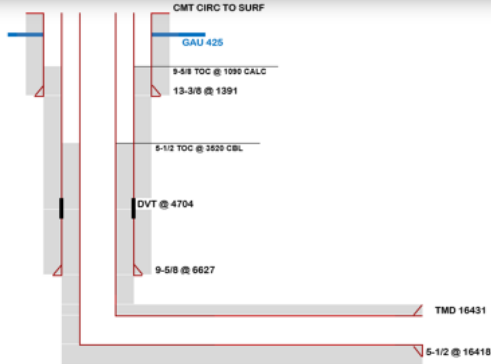 CMT CIRC TO SURF
GAU 425
9-5/8 TOC @ 1090 CALC
13-3/8 @ 1391
5-1/2 TOC @ 3520 CBL
DVT @ 4704
9-5/8 @ 6627
TMD 16431
5-1/2 @ 16418